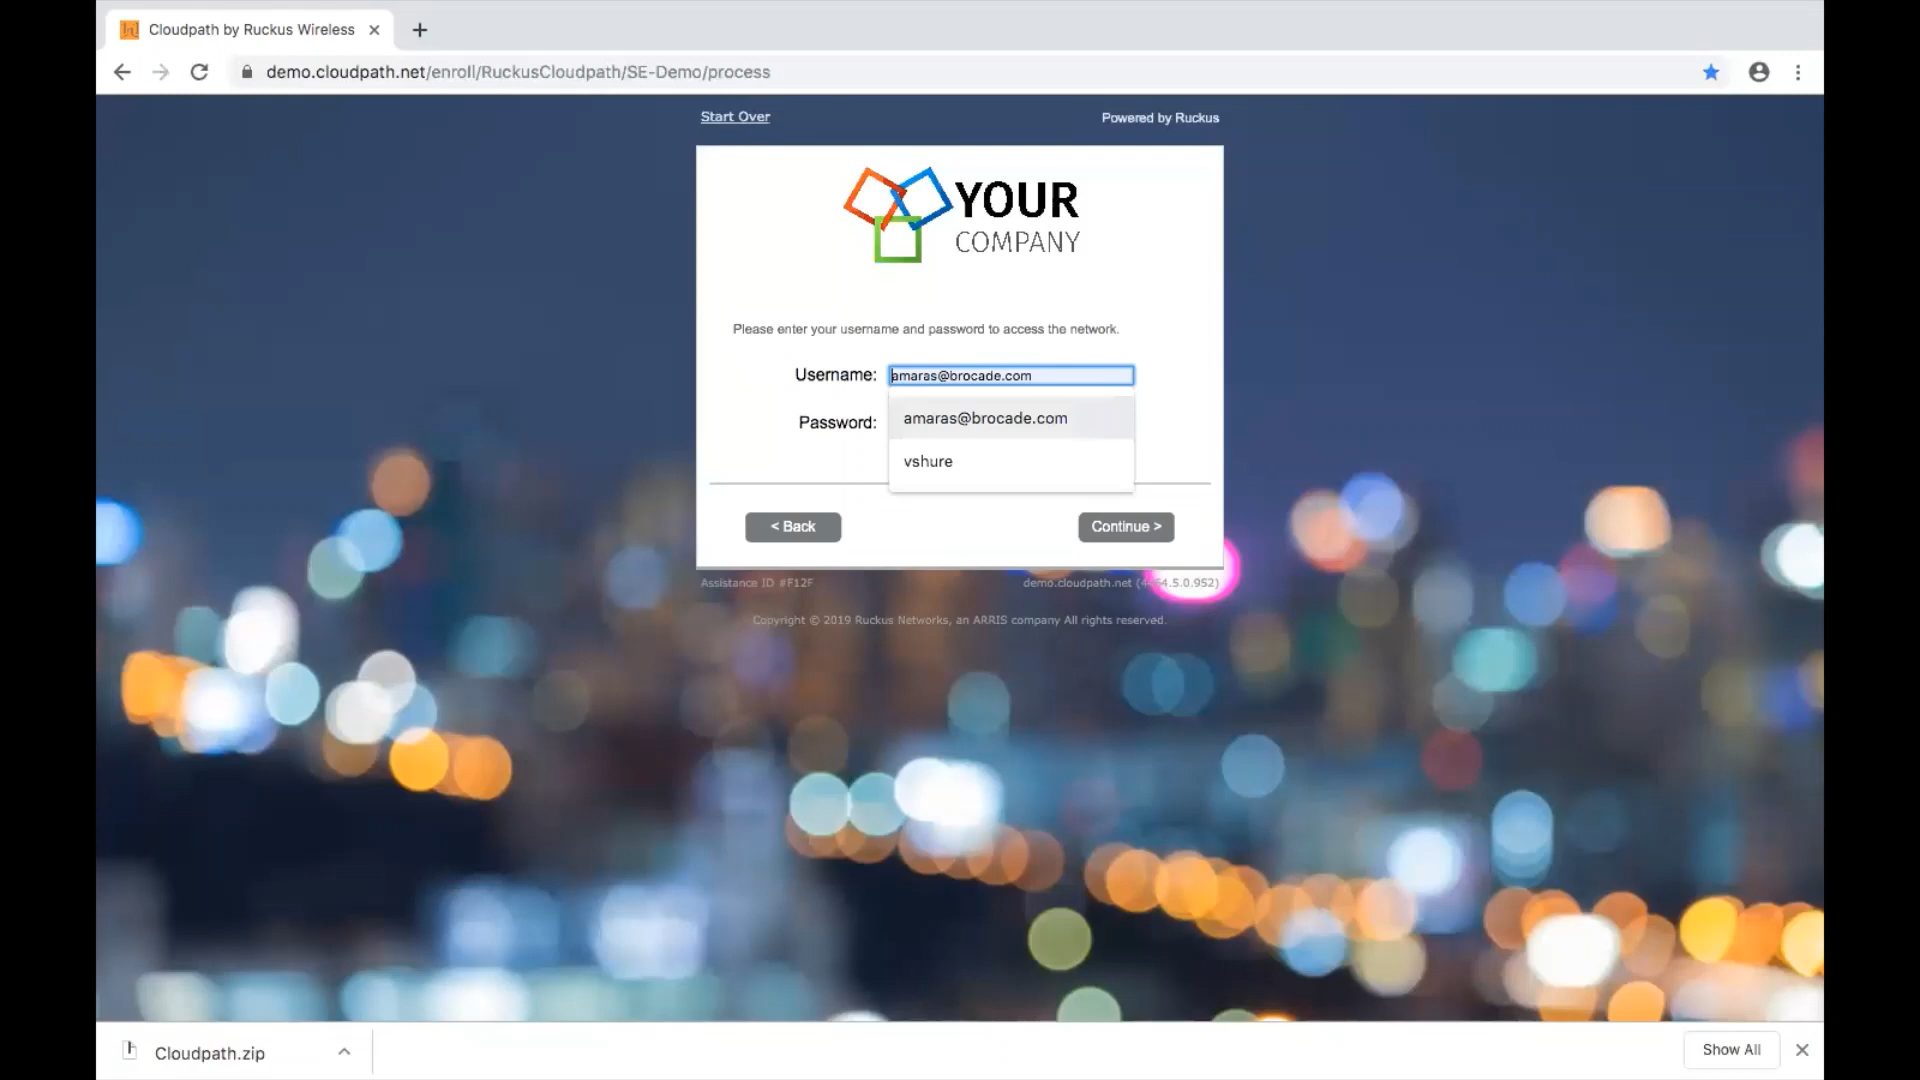 Cloudpath by Ruckus Wireless
demo.cloudpath.net/enroll/RuckusCloudpath/SE-Demo/process
Start Over
Powered by Ruckus
YOUR
COMPANY
Please enter your username and password to access the network.
Username: amaras@brocade.com
amaras@brocade.com
Password:
vshure
< Back
Continue >
Assistance ID #F12F
demo.cloudpath.net .5.0.952)
Copyright © 2019 Ruckus Networks, an ARRIS company All rights reserved.
Cloudpath.zip
Show All